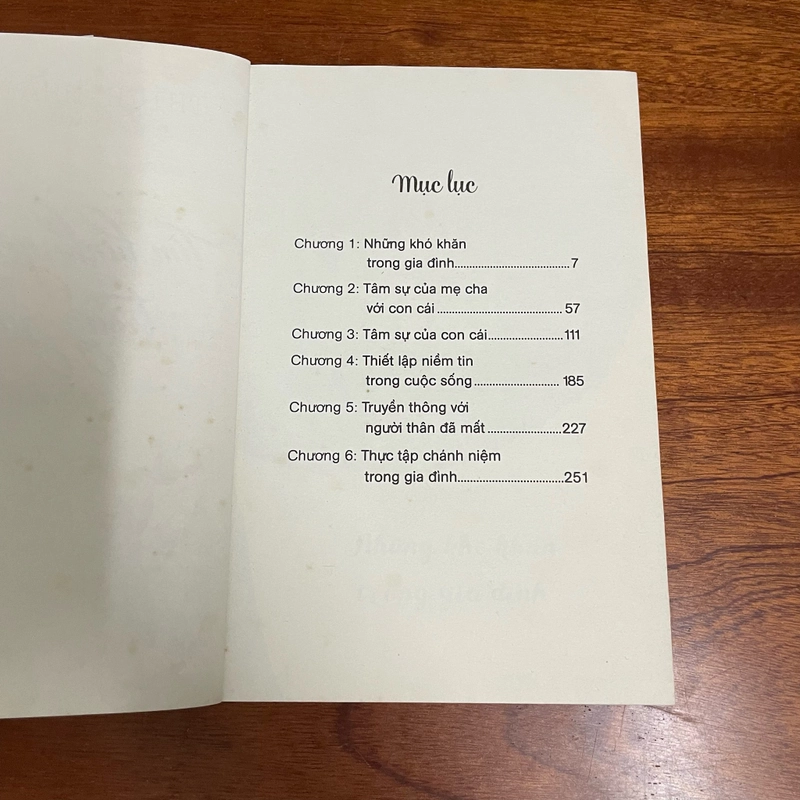 Mục lục
Chương 1: Những khó khăn
trong gia đình.......................................7
Chương 2: Tâm sự của mẹ cha
với con cái.......................................... 57
Chương 3: Tâm sự của con cái.........................111
Chương 4: Thiết lập niềm tin
trong cuộc sống............................. 185
Chương 5: Truyền thông với
người thân đã mất.........................227
Chương 6: Thực tập chánh niệm
trong gia đình....................................251